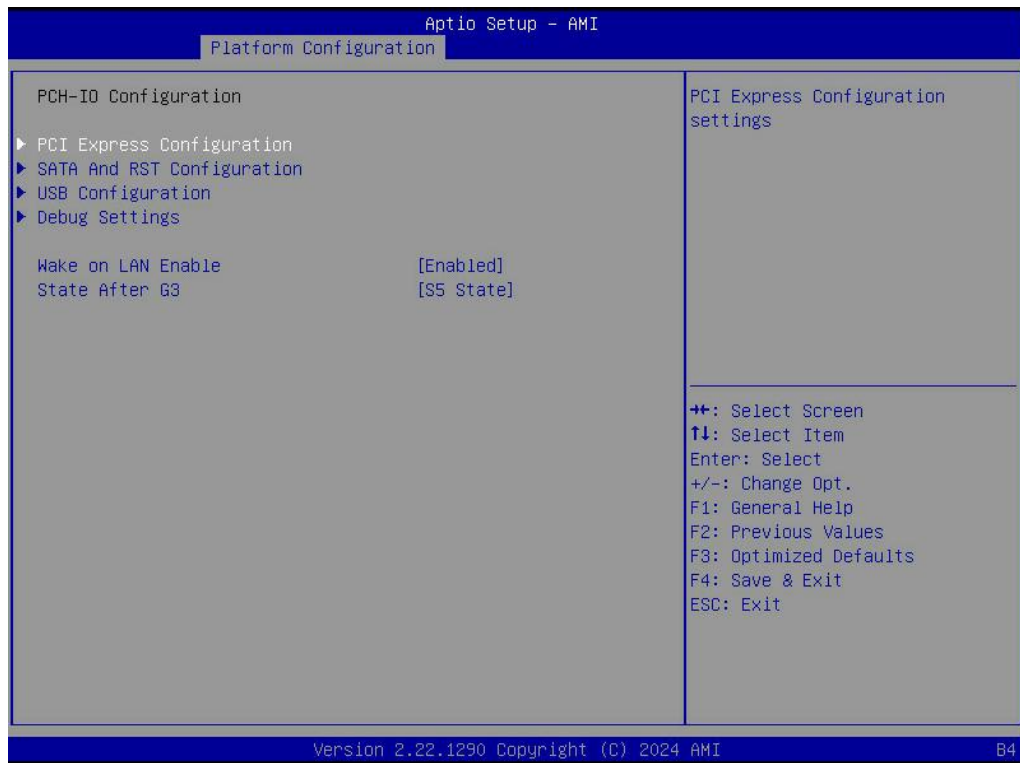 Aptio Setup - AMI
Platform Configuration
PCH-IO Configuration
PCI Express Configuration
SATA And RST Configuration
USB Configuration
Debug Settings
Wake on LAN Enable [Enabled]
State After G3 [S5 State]
PCI Express Configuration
settings
→←: Select Screen
↑↓: Select Item
Enter: Select
+/-: Change Opt.
F1: General Help
F2: Previous Values
F3: Optimized Defaults
F4: Save & Exit
ESC: Exit
Version 2.22.1290 Copyright (C) 2024 AMI
B4